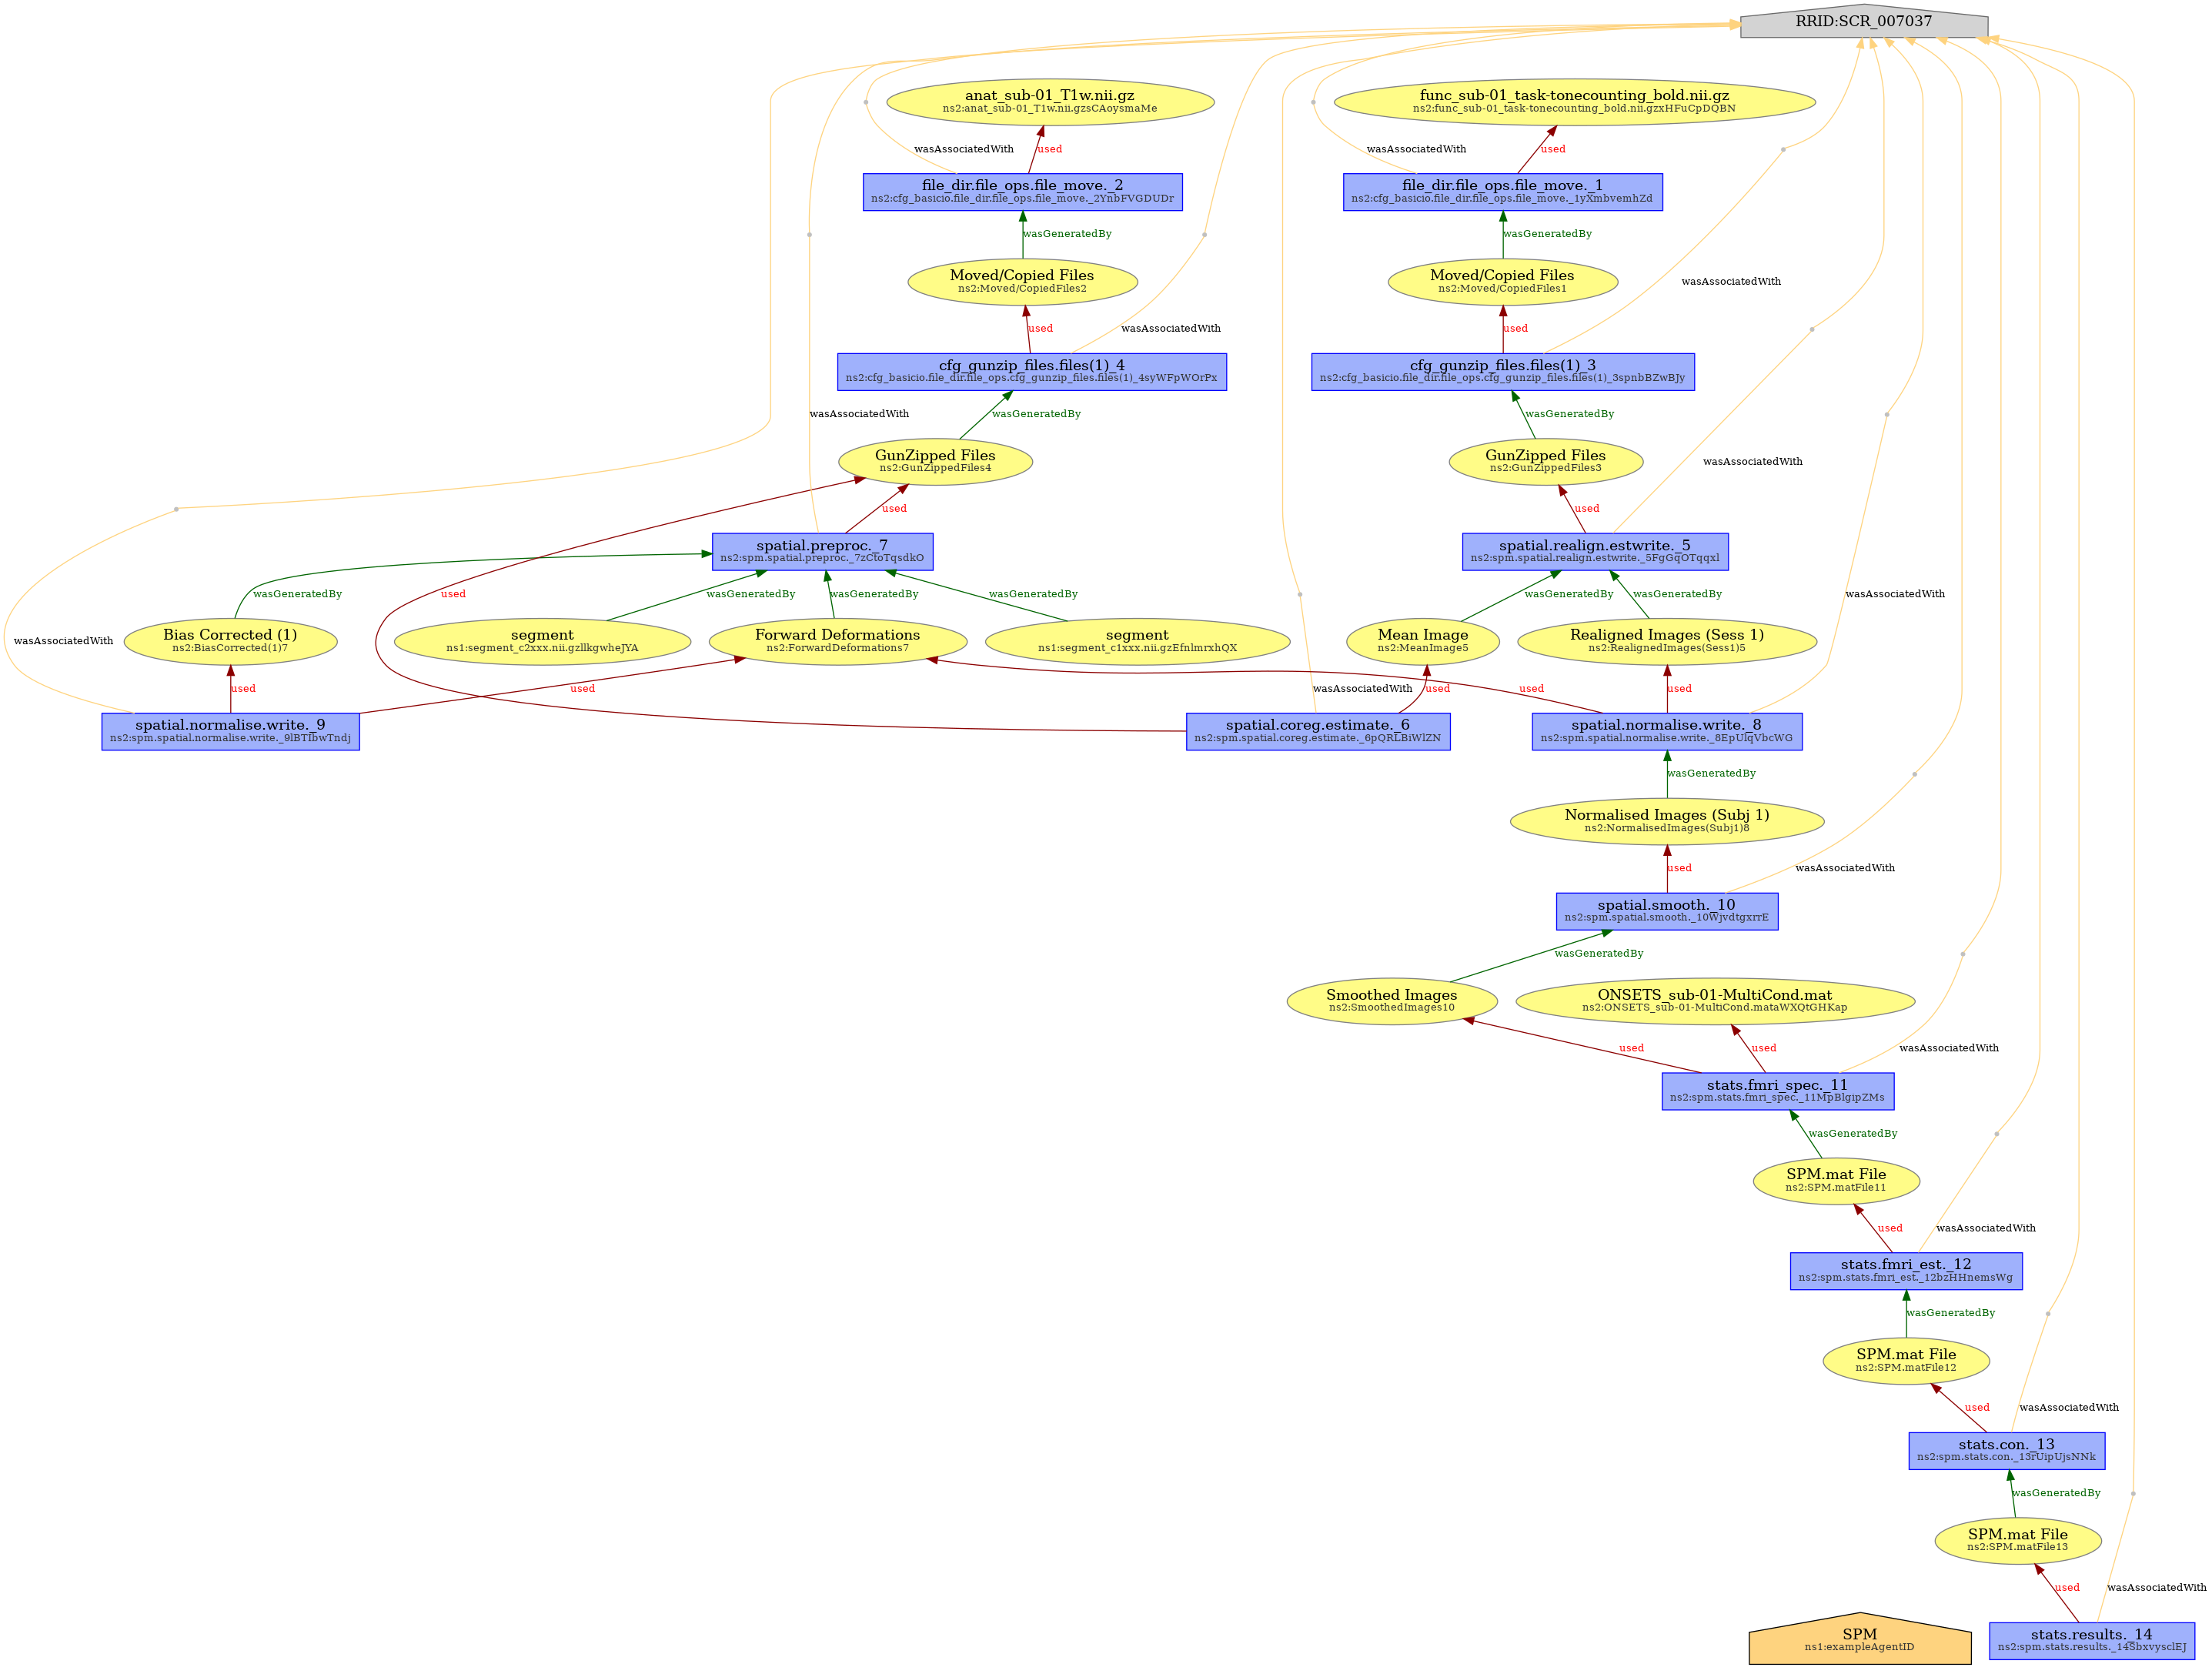 RRID:SCR_007037
anat_sub-01_T1w.nii.gz
ns2:anat_sub-01_T1w.nii.gzsCAoysmaMe
func_sub-01_task-tonecounting_bold.nii.gz
ns2:func_sub-01_task-tonecounting_bold.nii.gzxHFuCpDQBN
wasAssociatedWith
used
wasAssociatedWith
used
file_dir.file_ops.file_move._2
ns2:cfg_basicio.file_dir.file_ops.file_move._2YnbFVGDUDr
file_dir.file_ops.file_move._1
ns2:cfg_basicio.file_dir.file_ops.file_move._1yXmbvemhZd
wasGeneratedBy
wasGeneratedBy
Moved/Copied Files
ns2:Moved/CopiedFiles2
Moved/Copied Files
ns2:Moved/CopiedFiles1
wasAssociatedWith
used
wasAssociatedWith
used
cfg_gunzip_files.files(1)_4
ns2:cfg_basicio.file_dir.file_ops.cfg_gunzip_files.files(1)_4syWFpWOrPx
cfg_gunzip_files.files(1)_3
ns2:cfg_basicio.file_dir.file_ops.cfg_gunzip_files.files(1)_3spnbBZwBJy
wasAssociatedWith
wasGeneratedBy
wasGeneratedBy
GunZipped Files
ns2:GunZippedFiles4
GunZipped Files
ns2:GunZippedFiles3
wasAssociatedWith
used
used
spatial.preproc._7
ns2:spm.spatial.preproc._7zCtoTqsdkO
spatial.realign.estwrite._5
ns2:spm.spatial.realign.estwrite._5FgGqOTqqxl
wasGeneratedBy
used
wasGeneratedBy
wasGeneratedBy
wasGeneratedBy
wasGeneratedBy
wasGeneratedBy
wasAssociatedWith
Bias Corrected (1)
ns2:BiasCorrected(1)7
segment
ns1:segment_c2xxx.nii.gzllkgwheJYA
Forward Deformations
ns2:ForwardDeformations7
segment
ns1:segment_c1xxx.nii.gzEfnlmrxhQX
Mean Image
ns2:MeanImage5
Realigned Images (Sess 1)
ns2:RealignedImages(Sess1)5
wasAssociatedWith
used
used
wasAssociatedWith
used
used
used
spatial.normalise.write._9
ns2:spm.spatial.normalise.write._9lBTIbwTndj
spatial.coreg.estimate._6
ns2:spm.spatial.coreg.estimate._6pQRLBiWlZN
spatial.normalise.write._8
ns2:spm.spatial.normalise.write._8EpUlqVbcWG
wasGeneratedBy
Normalised Images (Subj 1)
ns2:NormalisedImages(Subj1)8
used
wasAssociatedWith
spatial.smooth._10
ns2:spm.spatial.smooth._10WjvdtgxrrE
wasGeneratedBy
Smoothed Images
ns2:SmoothedImages10
ONSETS_sub-01-MultiCond.mat
ns2:ONSETS_sub-01-MultiCond.mataWXQtGHKap
used
used
wasAssociatedWith
stats.fmri_spec._11
ns2:spm.stats.fmri_spec._11MpBlgipZMs
wasGeneratedBy
SPM.mat File
ns2:SPM.matFile11
used
wasAssociatedWith
stats.fmri_est._12
ns2:spm.stats.fmri_est._12bzHHnemsWg
wasGeneratedBy
SPM.mat File
ns2:SPM.matFile12
used
wasAssociatedWith
stats.con._13
ns2:spm.stats.con._13rUipUjsNNk
wasGeneratedBy
SPM.mat File
ns2:SPM.matFile13
used
wasAssociatedWith
SPM
ns1:exampleAgentID
stats.results._14
ns2:spm.stats.results._14SbxvysclEJ